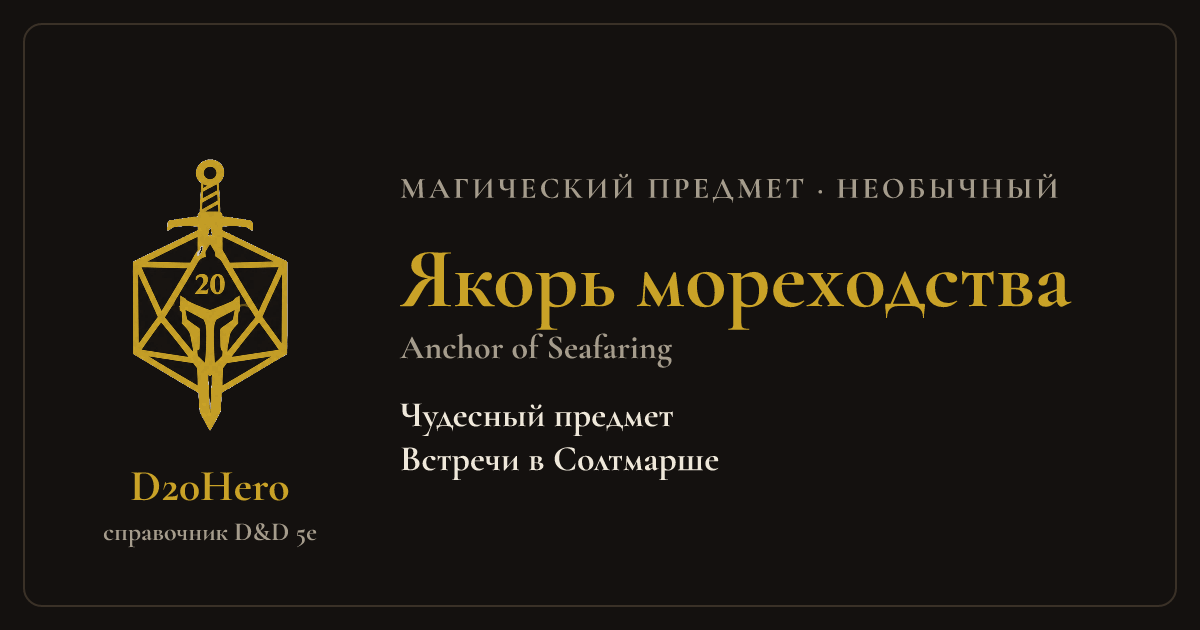 20
D20Hero
справочник D&D 5e
МАГИЧЕСКИЙ ПРЕДМЕТ · НЕОБЫЧНЫЙ
Якорь мореходства
Anchor of Seafaring
Чудесный предмет
Встречи в Солтмарше